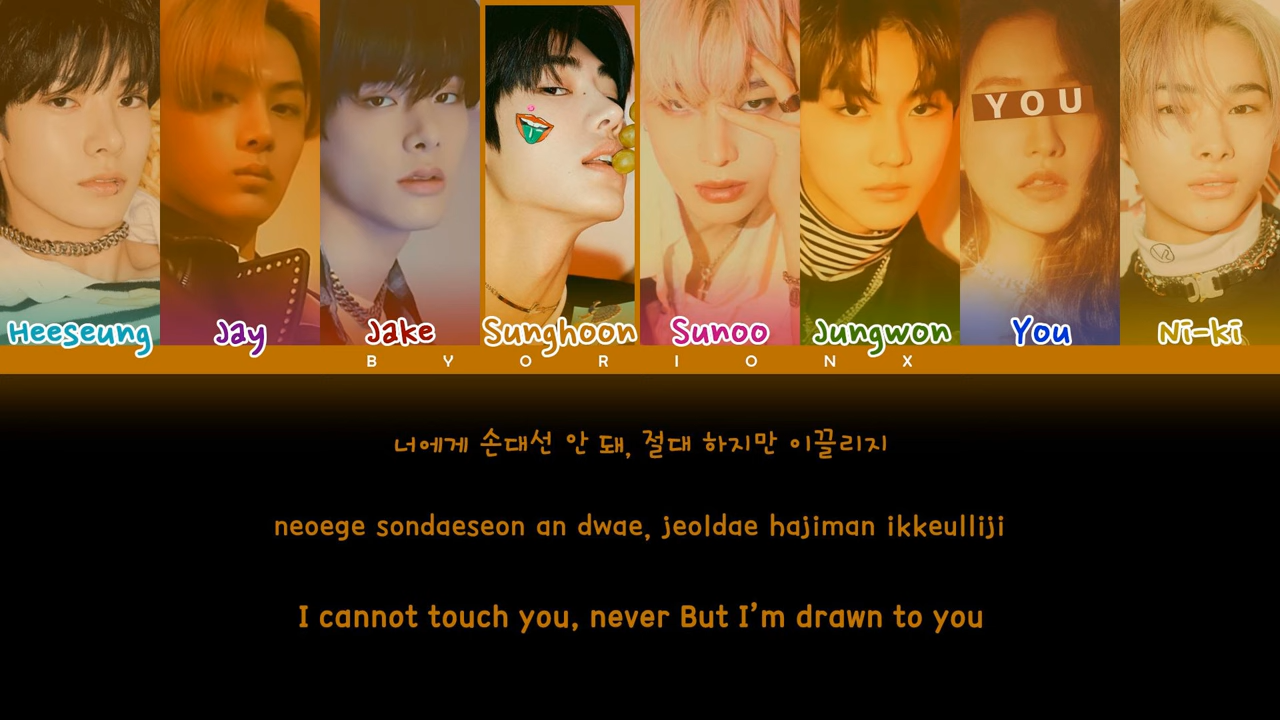 YOU
Heeseung Jay Jake Sunghoon Sunoo Jungwon You Ni-ki
BY ORIONX
너에게 손대선 안 돼, 절대 하지만 이끌리지
neoege sondaeseon an dwae, jeoldae hajiman ikkeulliji
I cannot touch you, never But I'm drawn to you